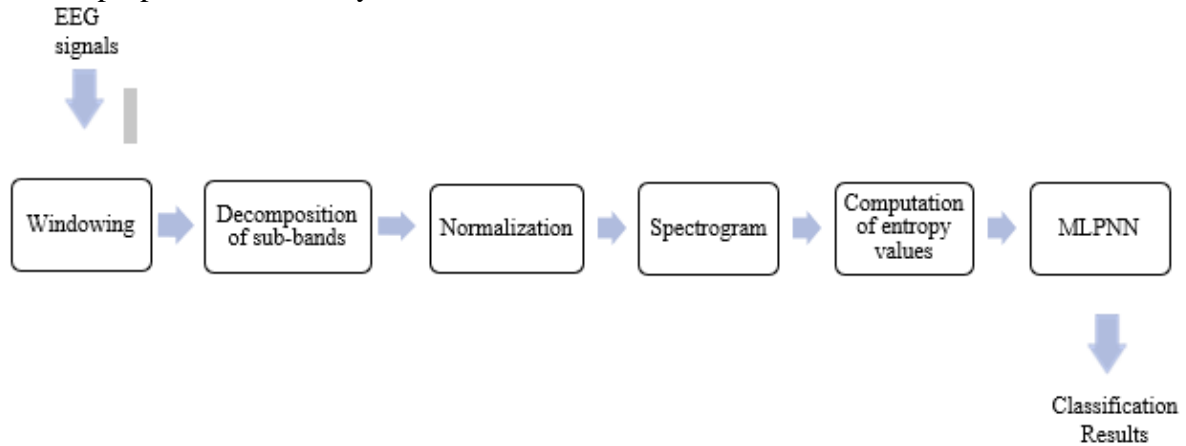 EEG
signals
Windowing
Decomposition
of sub-bands
Normalization
Spectrogram
Computation
of entropy
values
MLPNN
Classification
Results